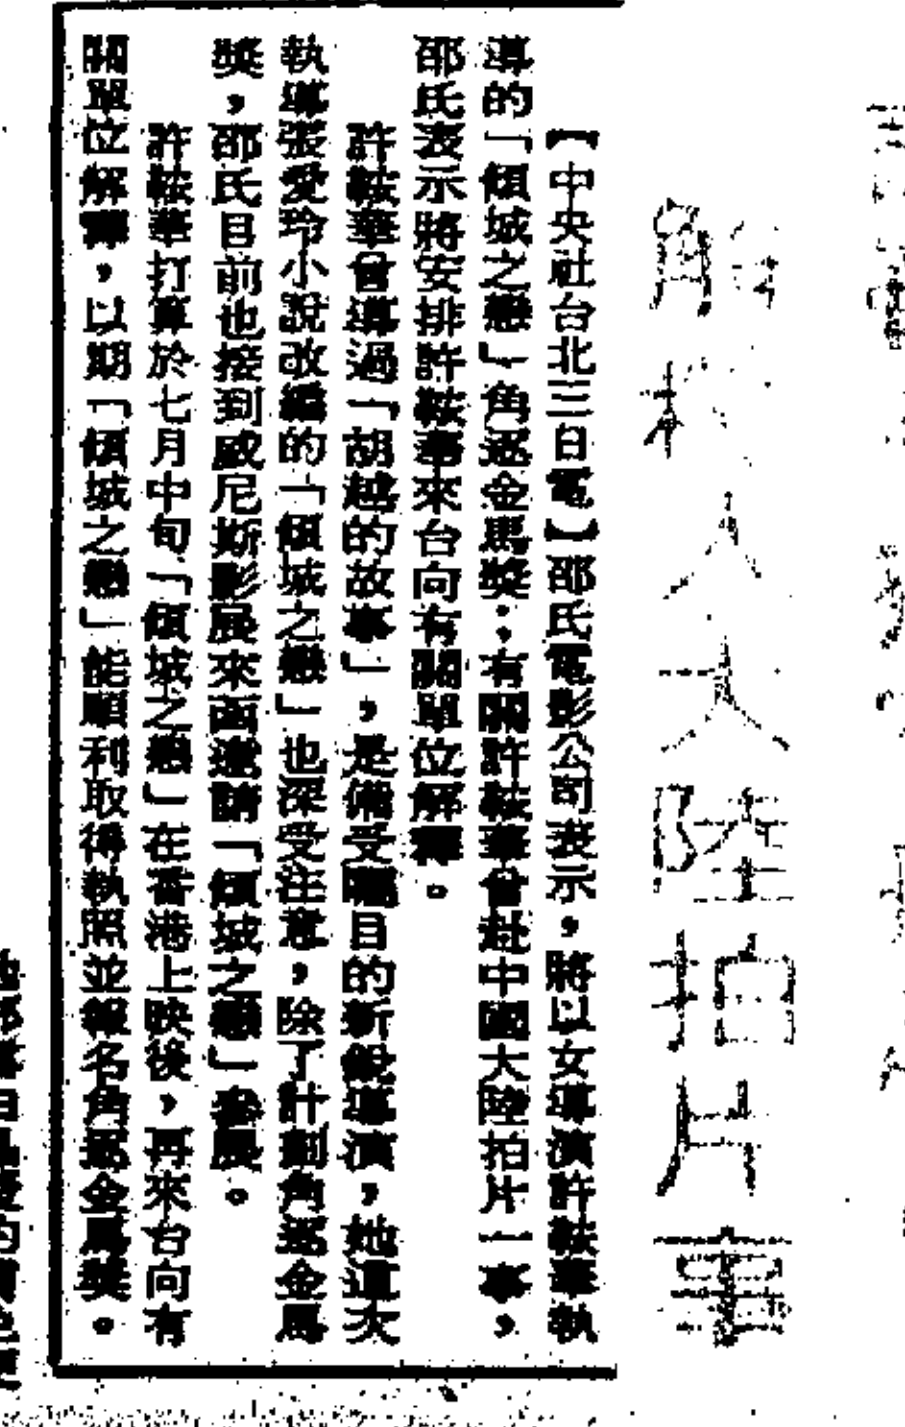 解釋入大陸拍片事
【中央社台北三日電】邵氏電影公司表示，將以女導演許鞍華執
導的「傾城之戀」角逐金馬獎；有關許鞍華曾赴中國大陸拍片一事，
邵氏表示將安排許鞍華來台向有關單位解釋。
許鞍華曾導過「胡越的故事」，是備受矚目的新銳導演，她這次
執導張愛玲小說改編的「傾城之戀」也深受注意，除了計劃角逐金馬
獎，邵氏目前也接到威尼斯影展來函邀請「傾城之戀」參展。
許鞍華打算於七月中旬「傾城之戀」在香港上映後，再來台向有
關單位解釋，以期「傾城之戀」能順利取得執照並報名角逐金馬獎。